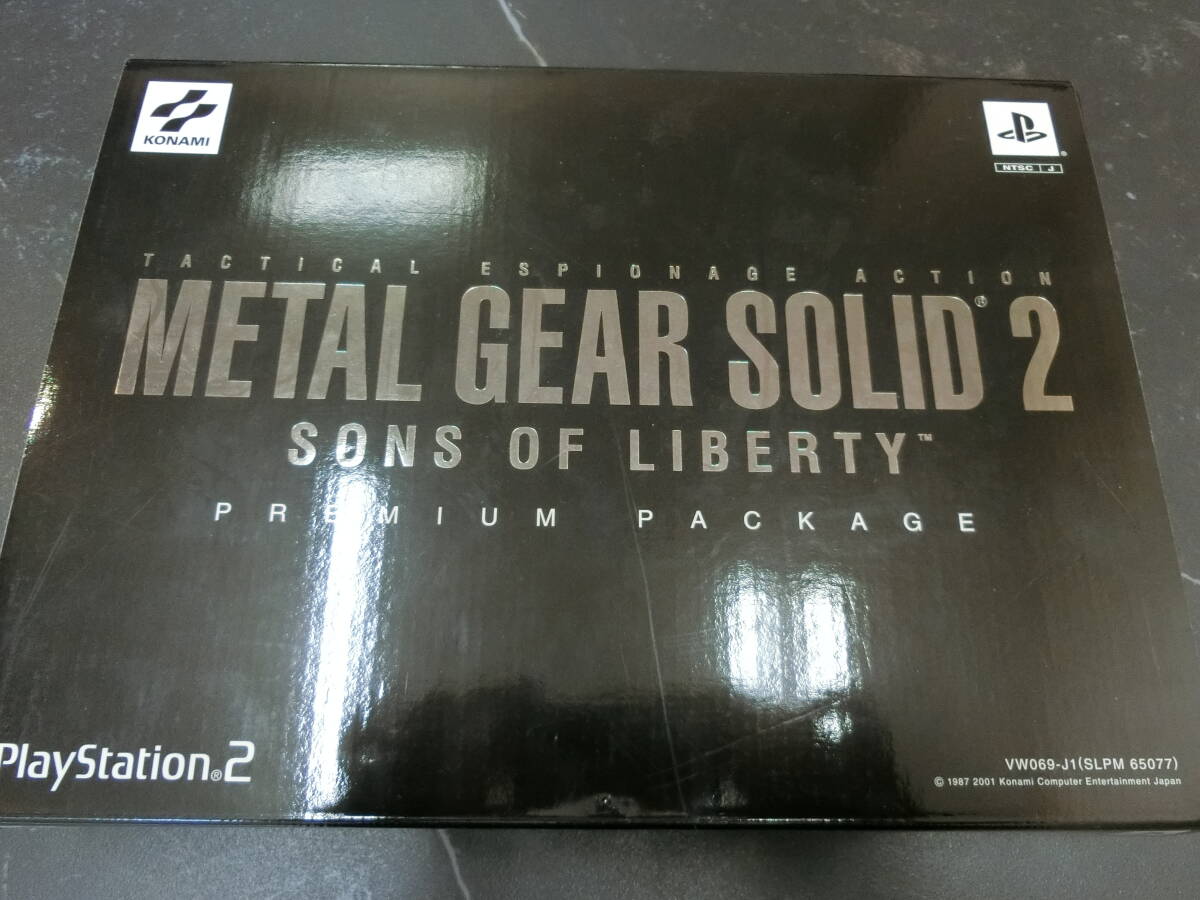 KONAMI
NTSC J
TACTICAL ESPIONAGE ACTION
METAL GEAR SOLID® 2
SONS OF LIBERTY™
PREMIUM PACKAGE
PlayStation®2
VW069-J1(SLPM 65077)
© 1987 2001 Konami Computer Entertainment Japan